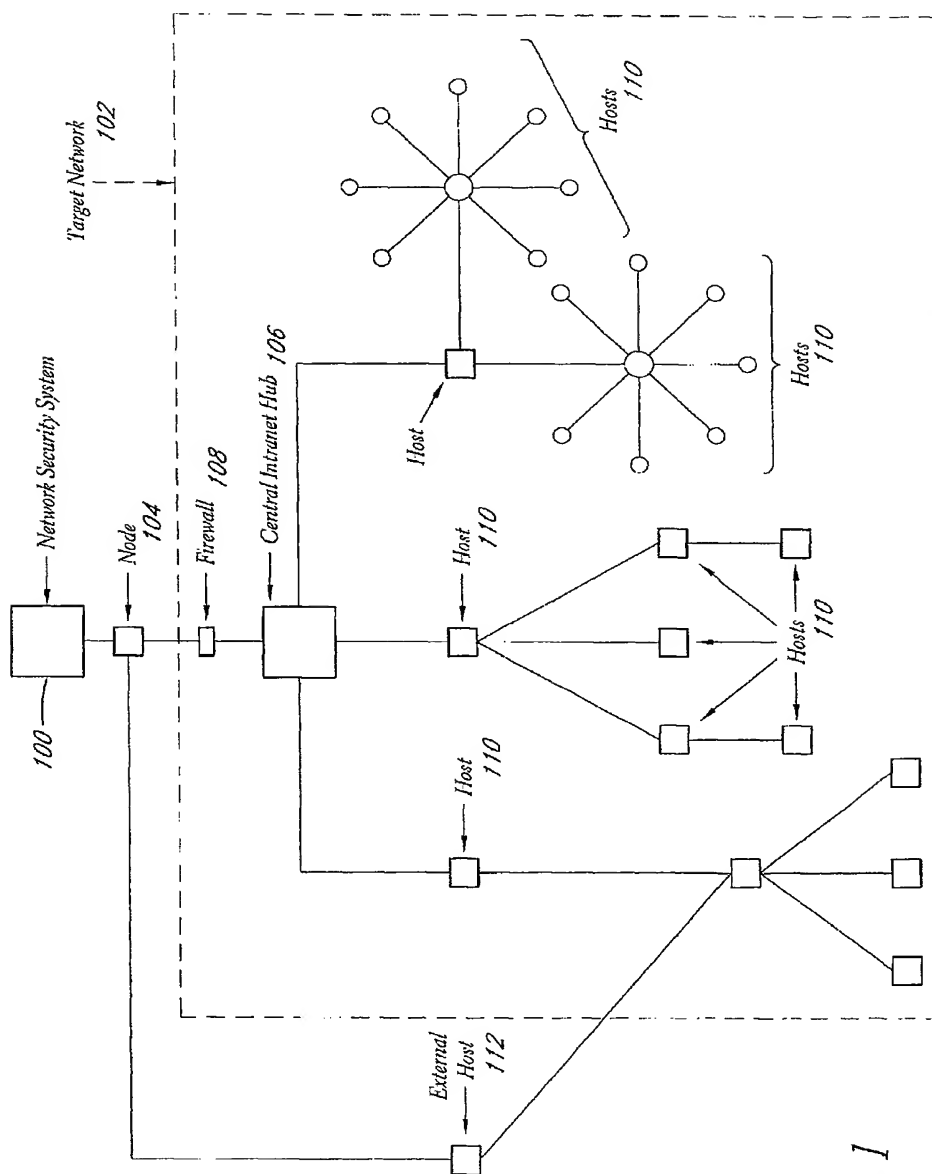 Network Security System
100
Target Network
102
Node
104
Firewall
108
Central Intranet Hub
106
Host
110
Host
110
Host
Hosts
110
Hosts
110
Hosts
110
External
Host
112
1